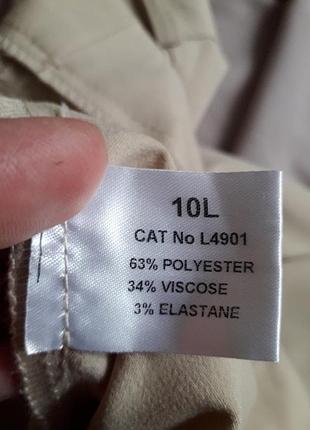 10L
CAT No L4901
63% POLYESTER
34% VISCOSE
3% ELASTANE